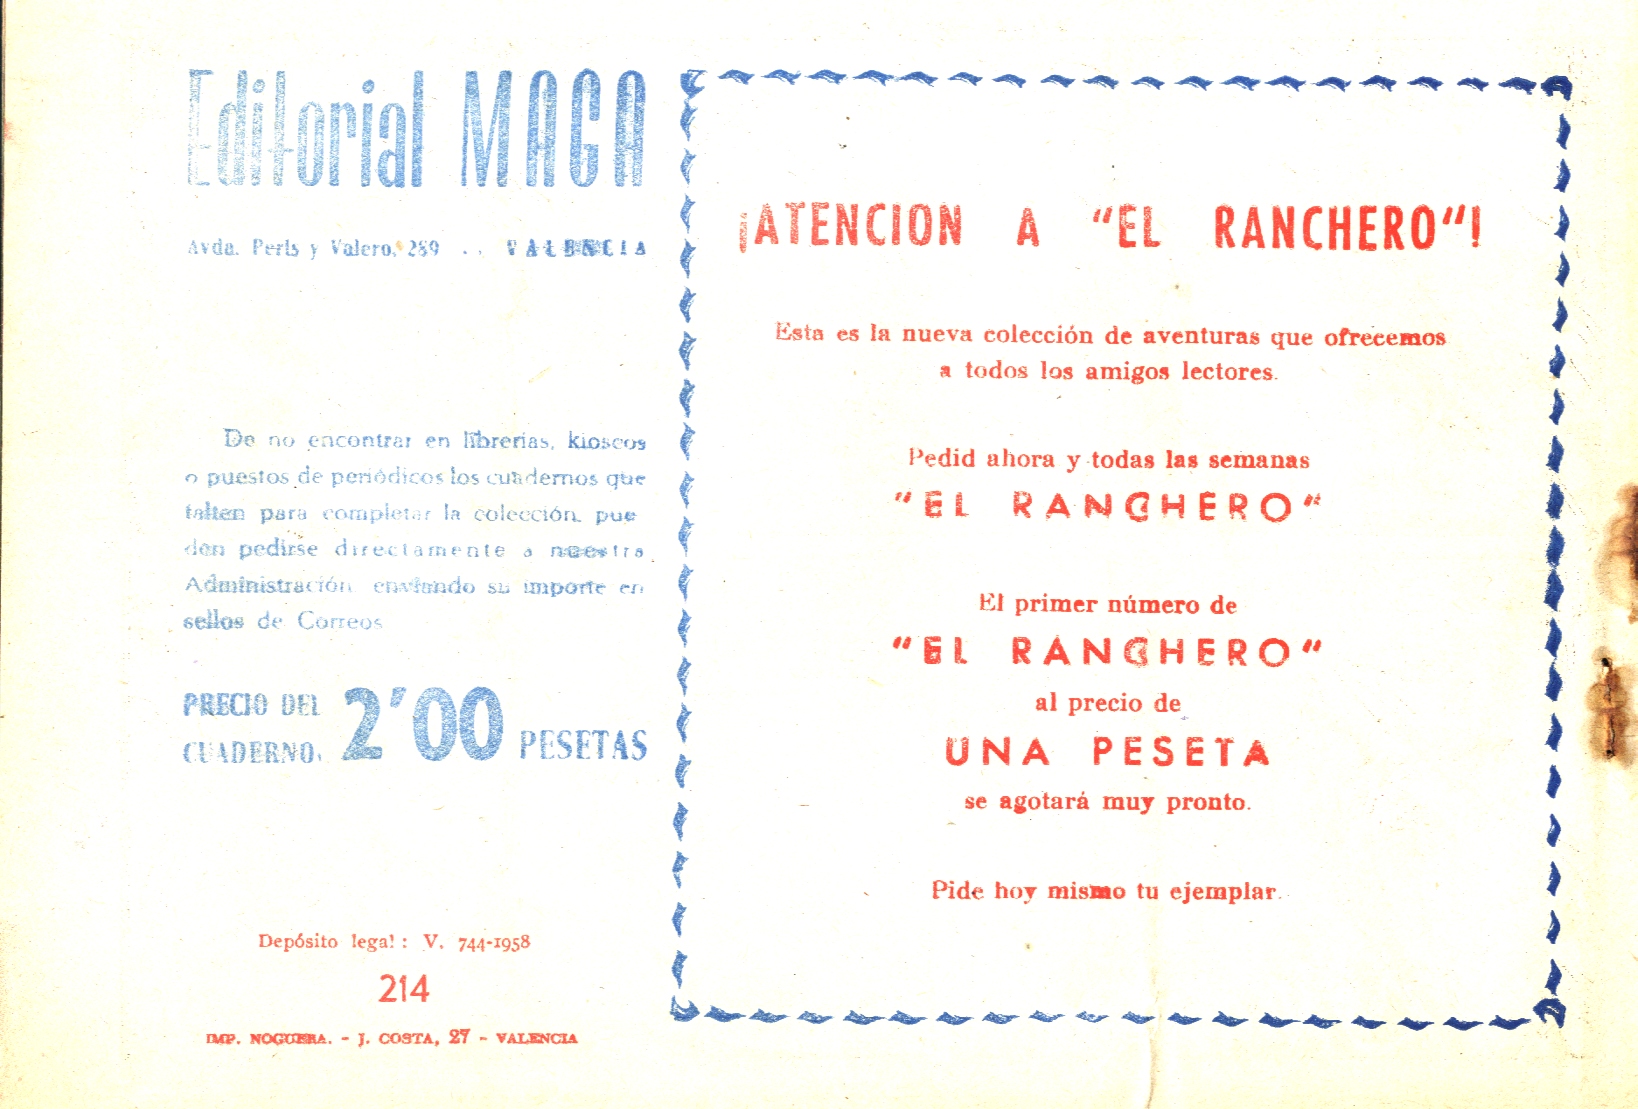 Editorial MAGA
Avda. Peris y Valero, 289 . . VALENCIA
De no encontrar en librerías, kioscos
o puestos de periódicos los cuadernos que
falten para completar la colección, pue
den pedirse directamente a nuestra
Administración enviando su importe en
sellos de Correos
PRECIO DEL
CUADERNO, 2'00 PESETAS
Depósito legal : V. 744-1958
214
IMP. NOGUERA. - J. COSTA, 27 - VALENCIA
¡ATENCION A "EL RANCHERO"!
Esta es la nueva colección de aventuras que ofrecemos
a todos los amigos lectores.
Pedid ahora y todas las semanas
"EL RANCHERO"
El primer número de
"EL RANCHERO"
al precio de
UNA PESETA
se agotará muy pronto.
Pide hoy mismo tu ejemplar.